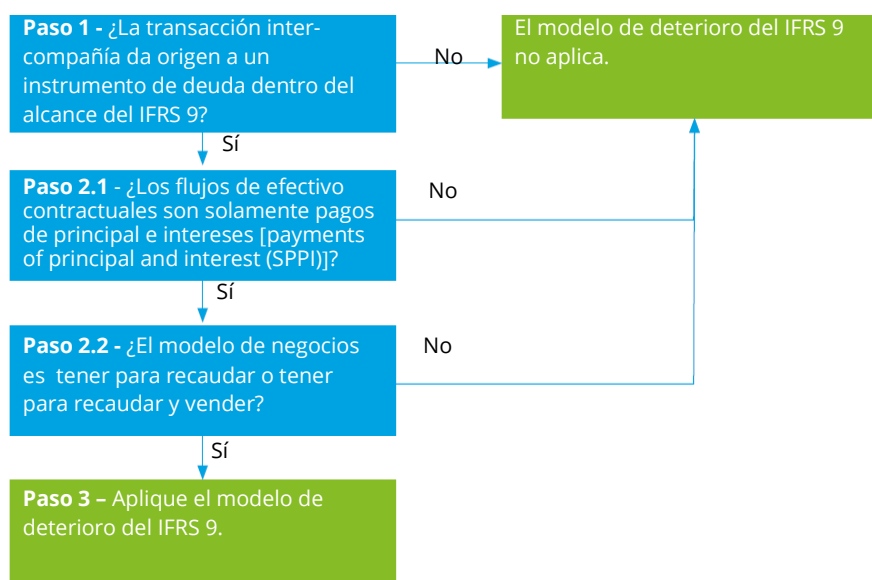 Paso 1 - ¿La transacción inter-
compañía da origen a un
instrumento de deuda dentro del
alcance del IFRS 9?
No
El modelo de deterioro del IFRS 9
no aplica.
Sí
Paso 2.1 - ¿Los flujos de efectivo
contractuales son solamente pagos
de principal e intereses [payments
of principal and interest (SPPI)]?
No
Sí
Paso 2.2 - ¿El modelo de negocios
es tener para recaudar o tener
para recaudar y vender?
No
Sí
Paso 3 – Aplique el modelo de
deterioro del IFRS 9.